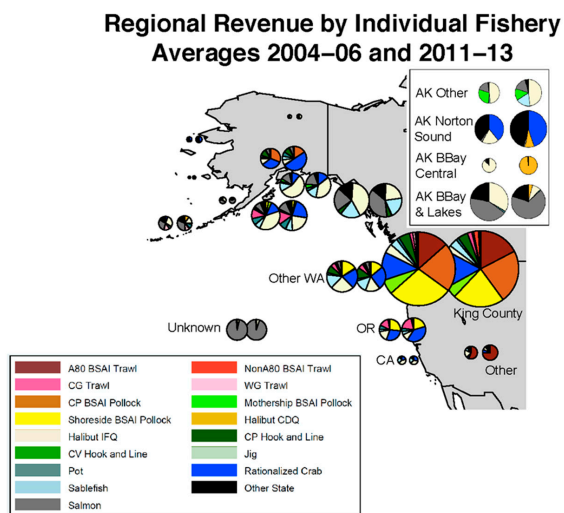 Regional Revenue by Individual Fishery
Averages 2004–06 and 2011–13
AK Other
AK Norton
Sound
AK BBay
Central
AK BBay
& Lakes
Other WA
King County
Unknown
OR
CA
Other
A80 BSAI Trawl
NonA80 BSAI Trawl
CG Trawl
WG Trawl
CP BSAI Pollock
Mothership BSAI Pollock
Shoreside BSAI Pollock
Halibut CDQ
Halibut IFQ
CP Hook and Line
CV Hook and Line
Jig
Pot
Rationalized Crab
Sablefish
Other State
Salmon